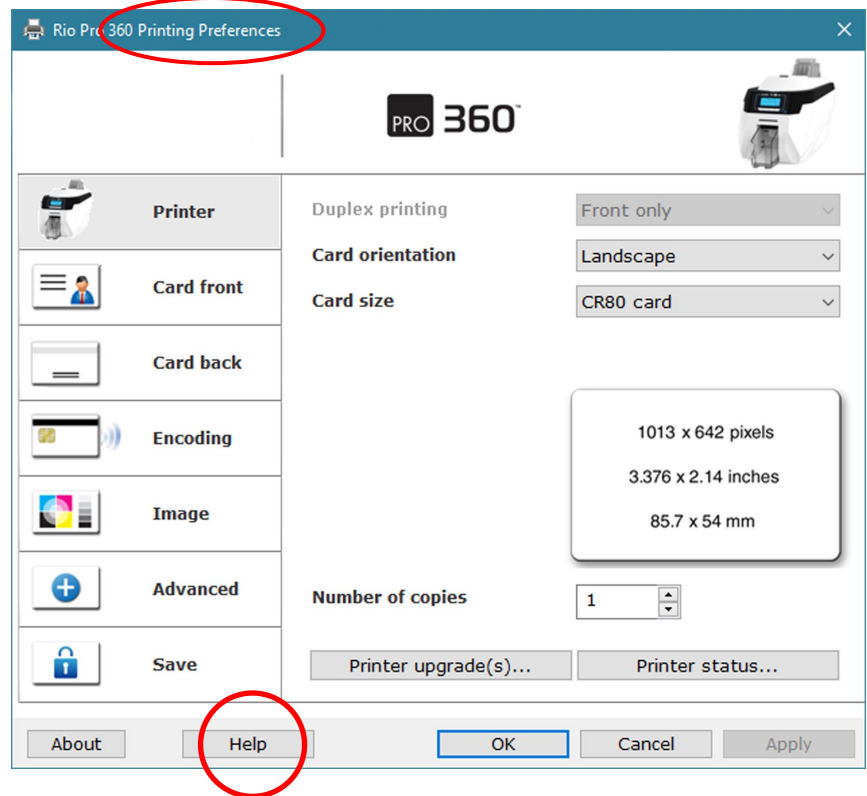 Rio Pro 360 Printing Preferences
PRO 360™
Printer
Duplex printing Front only
Card orientation Landscape
Card front
Card size CR80 card
Card back
1013 x 642 pixels
Encoding
3.376 x 2.14 inches
85.7 x 54 mm
Image
Advanced
Number of copies 1
Save
Printer upgrade(s)... Printer status...
About Help OK Cancel Apply